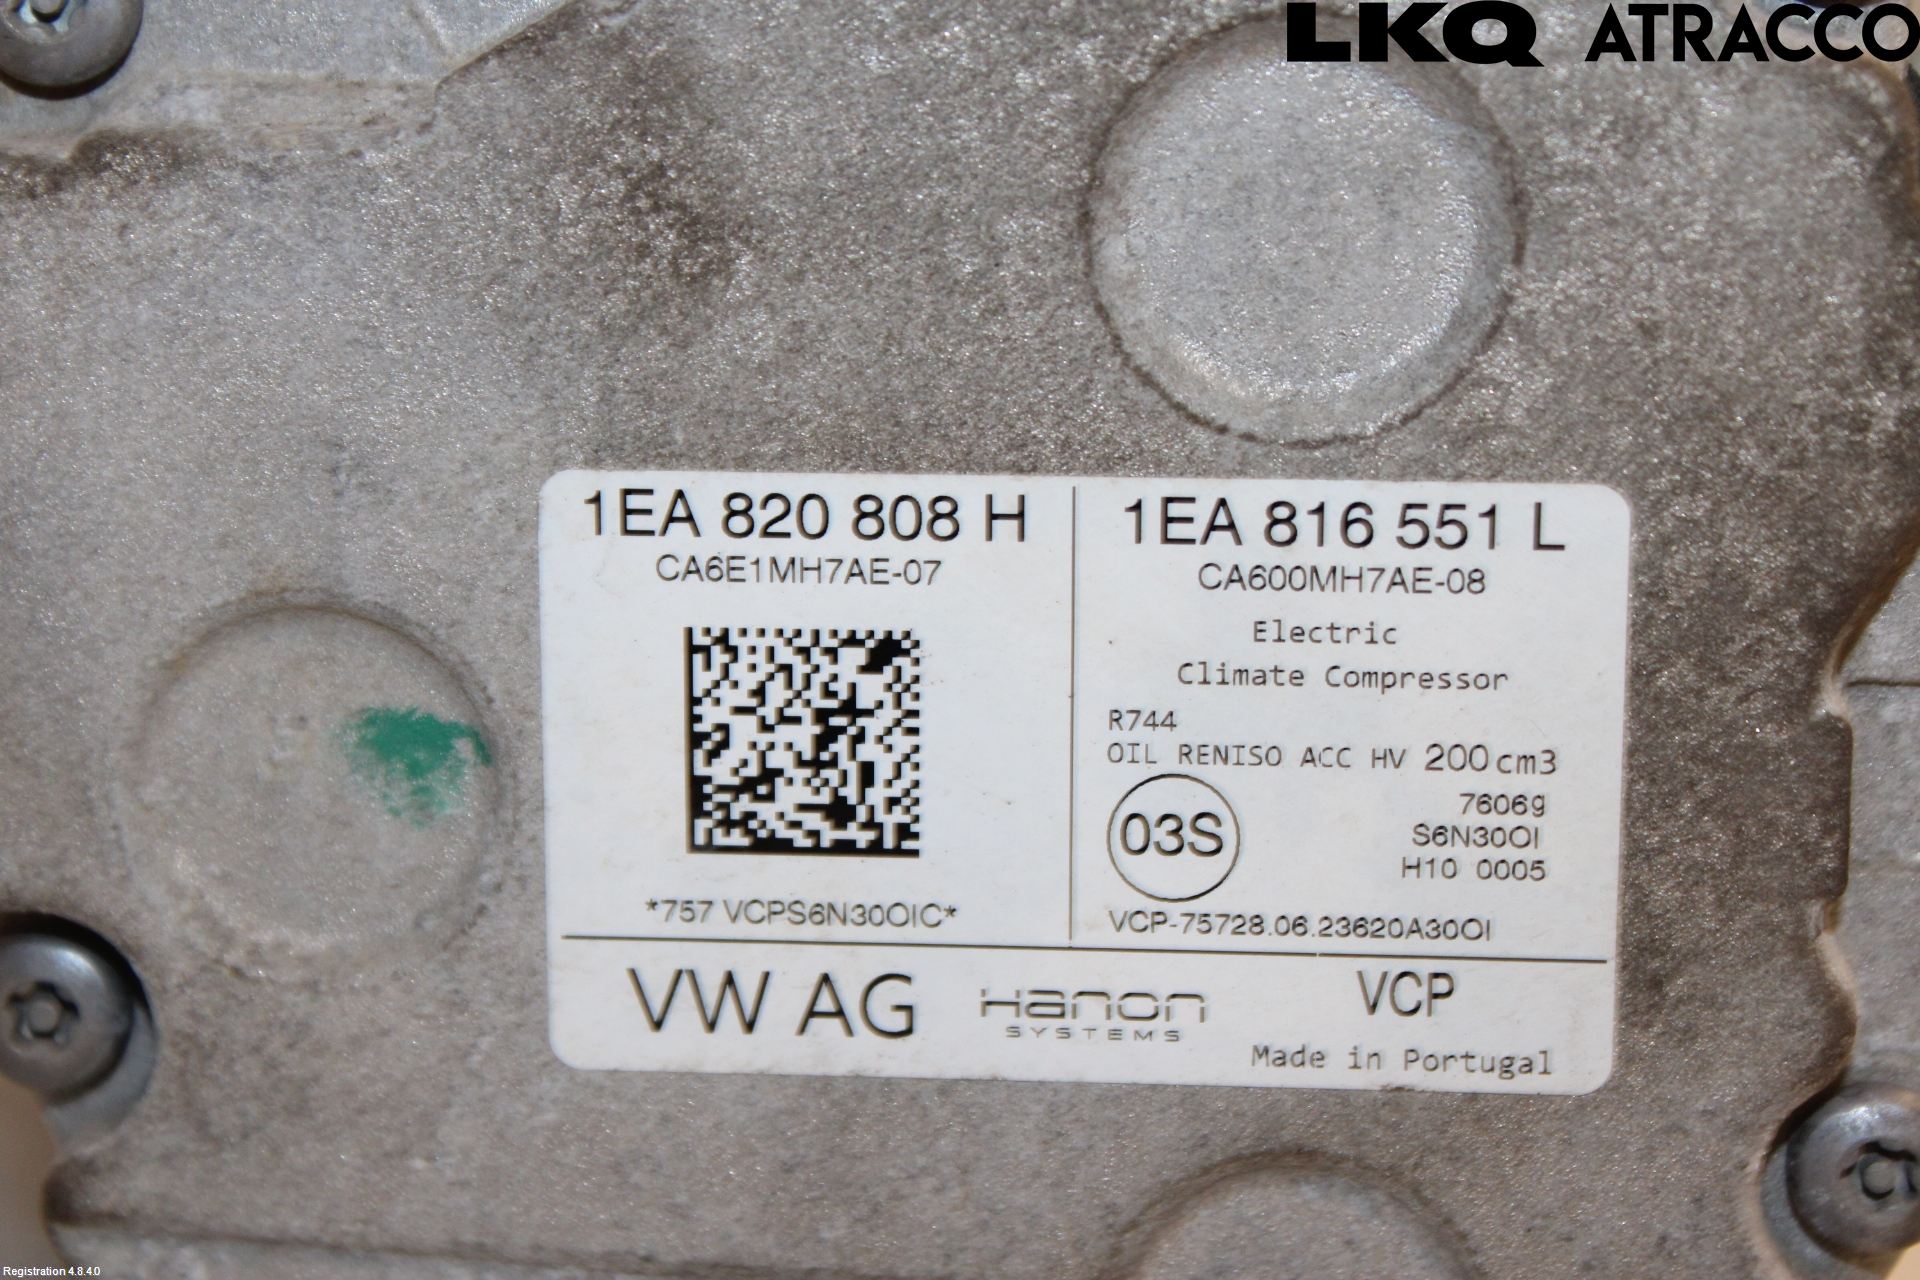 LKQ ATRACCO
1EA 820 808 H
CA6E1MH7AE-07
*757 VCPS6N30OIC*
1EA 816 551 L
CA600MH7AE-08
Electric
Climate Compressor
R744
OIL RENISO ACC HV 200cm3
7606g
03S
S6N30OI
H10 0005
VCP-75728.06.23620A30OI
VW AG
Hanon
SYSTEMS
VCP
Made in Portugal
Registration 4.8.4.0